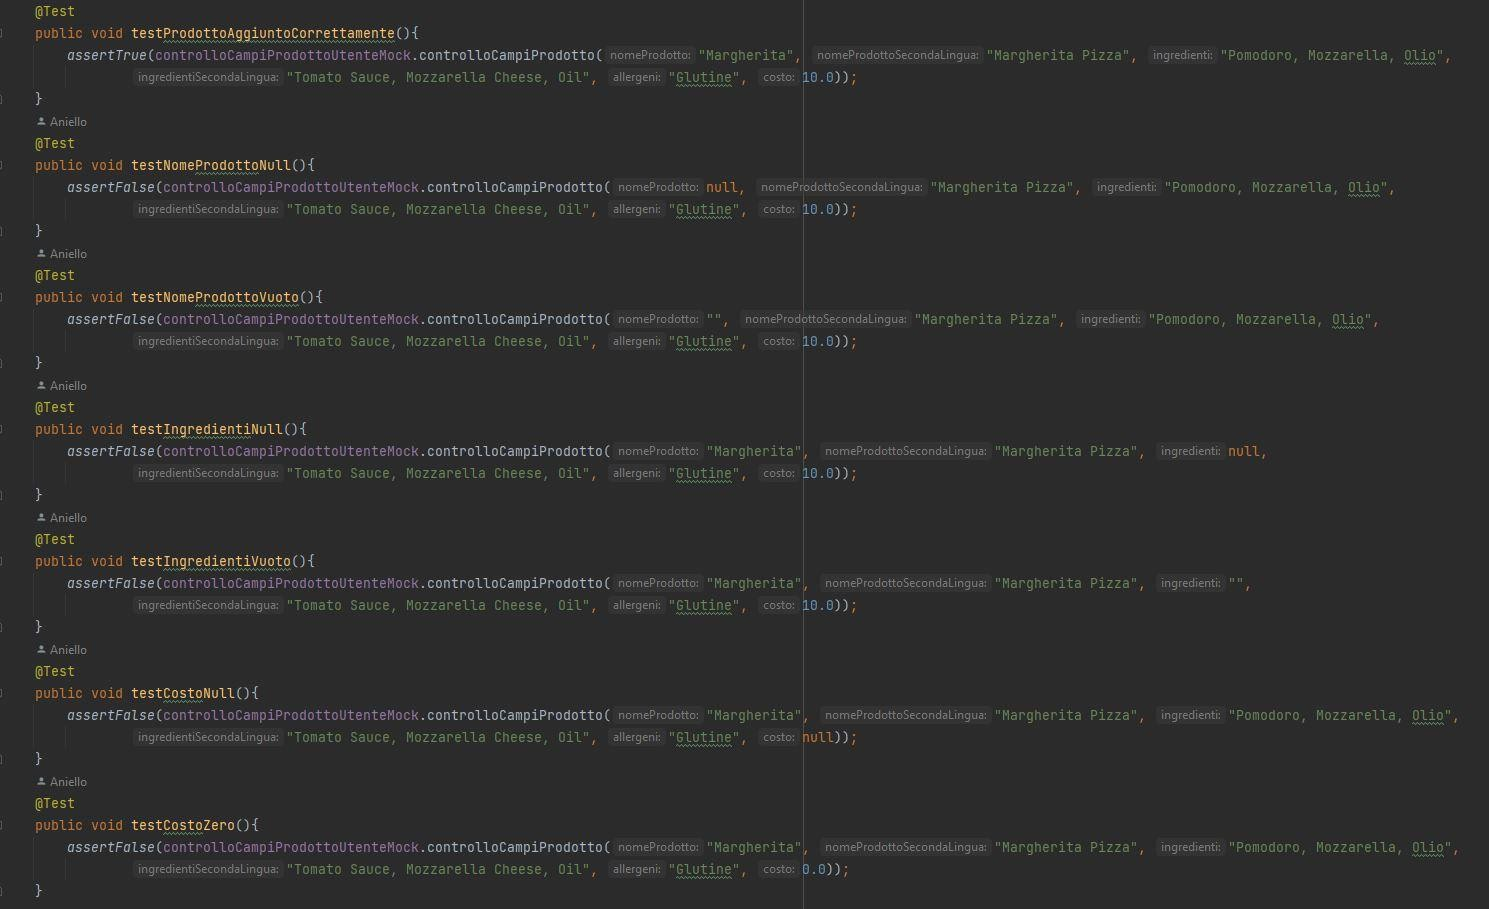 @Test
public void testProdottoAggiuntoCorrettamente(){
assertTrue(controlloCampiProdottoUtenteMock.controlloCampiProdotto( nomeProdotto: "Margherita", nomeProdottoSecondaLingua: "Margherita Pizza", ingredienti: "Pomodoro, Mozzarella, Olio",
ingredientiSecondaLingua: "Tomato Sauce, Mozzarella Cheese, Oil", allergeni: "Glutine", costo: 10.0));
}
Aniello
@Test
public void testNomeProdottoNull(){
assertFalse(controlloCampiProdottoUtenteMock.controlloCampiProdotto( nomeProdotto: null, nomeProdottoSecondaLingua: "Margherita Pizza", ingredienti: "Pomodoro, Mozzarella, Olio",
ingredientiSecondaLingua: "Tomato Sauce, Mozzarella Cheese, Oil", allergeni: "Glutine", costo: 10.0));
}
Aniello
@Test
public void testNomeProdottoVuoto(){
assertFalse(controlloCampiProdottoUtenteMock.controlloCampiProdotto( nomeProdotto: "", nomeProdottoSecondaLingua: "Margherita Pizza", ingredienti: "Pomodoro, Mozzarella, Olio",
ingredientiSecondaLingua: "Tomato Sauce, Mozzarella Cheese, Oil", allergeni: "Glutine", costo: 10.0));
}
Aniello
@Test
public void testIngredientiNull(){
assertFalse(controlloCampiProdottoUtenteMock.controlloCampiProdotto( nomeProdotto: "Margherita", nomeProdottoSecondaLingua: "Margherita Pizza", ingredienti: null,
ingredientiSecondaLingua: "Tomato Sauce, Mozzarella Cheese, Oil", allergeni: "Glutine", costo: 10.0));
}
Aniello
@Test
public void testIngredientiVuoto(){
assertFalse(controlloCampiProdottoUtenteMock.controlloCampiProdotto( nomeProdotto: "Margherita", nomeProdottoSecondaLingua: "Margherita Pizza", ingredienti: "",
ingredientiSecondaLingua: "Tomato Sauce, Mozzarella Cheese, Oil", allergeni: "Glutine", costo: 10.0));
}
Aniello
@Test
public void testCostoNull(){
assertFalse(controlloCampiProdottoUtenteMock.controlloCampiProdotto( nomeProdotto: "Margherita", nomeProdottoSecondaLingua: "Margherita Pizza", ingredienti: "Pomodoro, Mozzarella, Olio",
ingredientiSecondaLingua: "Tomato Sauce, Mozzarella Cheese, Oil", allergeni: "Glutine", costo: null));
}
Aniello
@Test
public void testCostoZero(){
assertFalse(controlloCampiProdottoUtenteMock.controlloCampiProdotto( nomeProdotto: "Margherita", nomeProdottoSecondaLingua: "Margherita Pizza", ingredienti: "Pomodoro, Mozzarella, Olio",
ingredientiSecondaLingua: "Tomato Sauce, Mozzarella Cheese, Oil", allergeni: "Glutine", costo: 0.0));
}